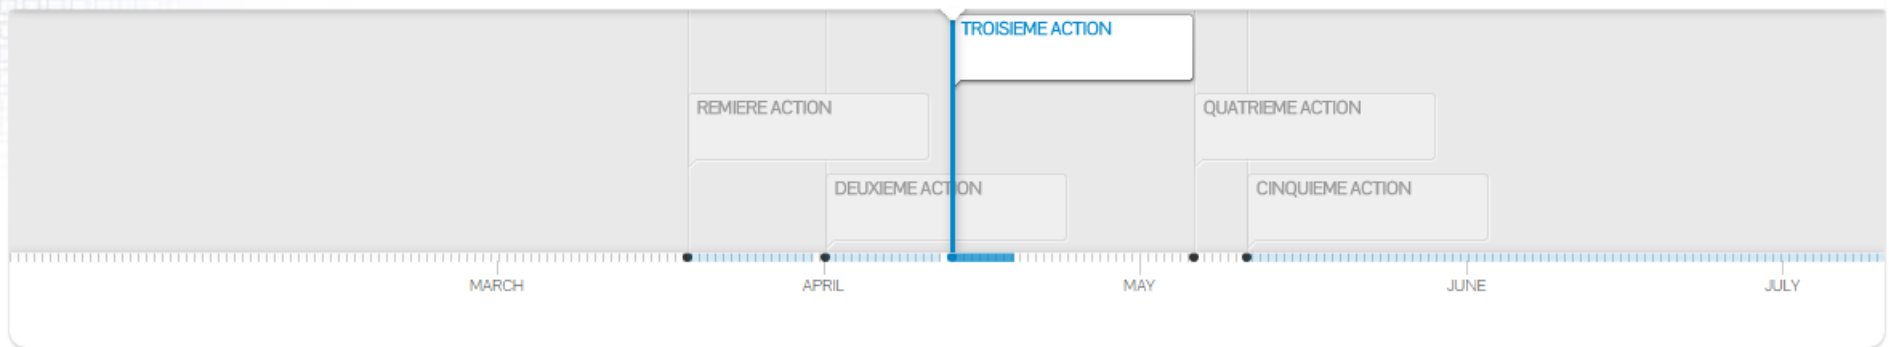 TROISIEME ACTION
REMIERE ACTION
QUATRIEME ACTION
DEUXIEME ACTION
CINQUIEME ACTION
MARCH
APRIL
MAY
JUNE
JULY